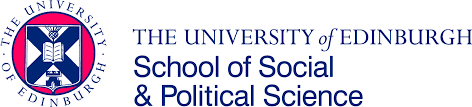 THE UNIVERSITY OF EDINBURGH
THE UNIVERSITY of EDINBURGH
School of Social
& Political Science